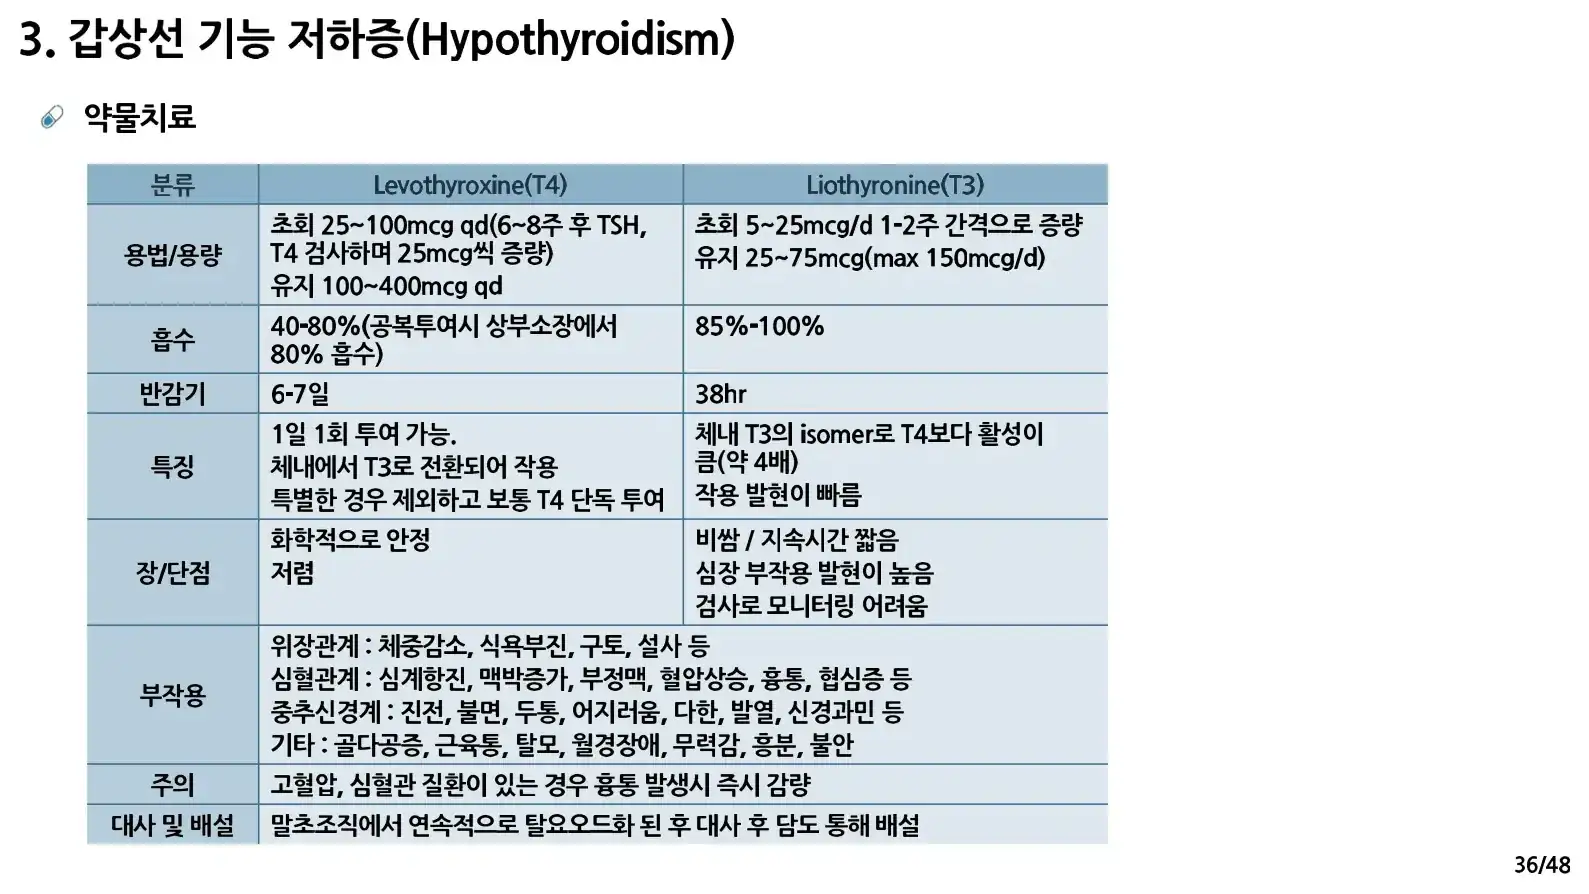 3. 갑상선 기능 저하증(Hypothyroidism)
약물치료
분류
Levothyroxine(T4)
Liothyronine(T3)
용법/용량
초회 25~100mcg qd(6~8주 후 TSH,
T4 검사하며 25mcg씩 증량)
유지 100~400mcg qd
초회 5~25mcg/d 1-2주 간격으로 증량
유지 25~75mcg(max 150mcg/d)
흡수
40-80%(공복투여시 상부소장에서
80% 흡수)
85%-100%
반감기
6-7일
38hr
특징
1일 1회 투여 가능.
체내에서 T3로 전환되어 작용
특별한 경우 제외하고 보통 T4 단독 투여
체내 T3의 isomer로 T4보다 활성이
큼(약 4배)
작용 발현이 빠름
장/단점
화학적으로 안정
저렴
비쌈 / 지속시간 짧음
심장 부작용 발현이 높음
검사로 모니터링 어려움
부작용
위장관계 : 체중감소, 식욕부진, 구토, 설사 등
심혈관계 : 심계항진, 맥박증가, 부정맥, 혈압상승, 흉통, 협심증 등
중추신경계 : 진전, 불면, 두통, 어지러움, 다한, 발열, 신경과민 등
기타 : 골다공증, 근육통, 탈모, 월경장애, 무력감, 흥분, 불안
주의
고혈압, 심혈관 질환이 있는 경우 흉통 발생시 즉시 감량
대사 및 배설
말초조직에서 연속적으로 탈요오드화 된 후 대사 후 담도 통해 배설
36/48